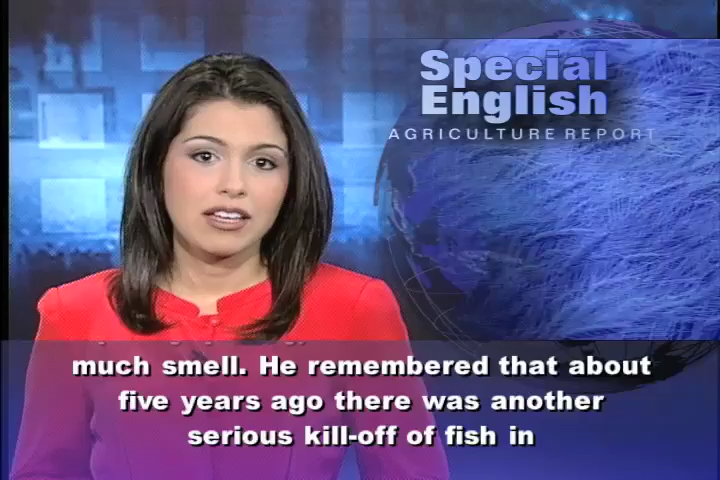 Special
English
AGRICULTURE REPORT
much smell. He remembered that about
five years ago there was another
serious kill-off of fish in